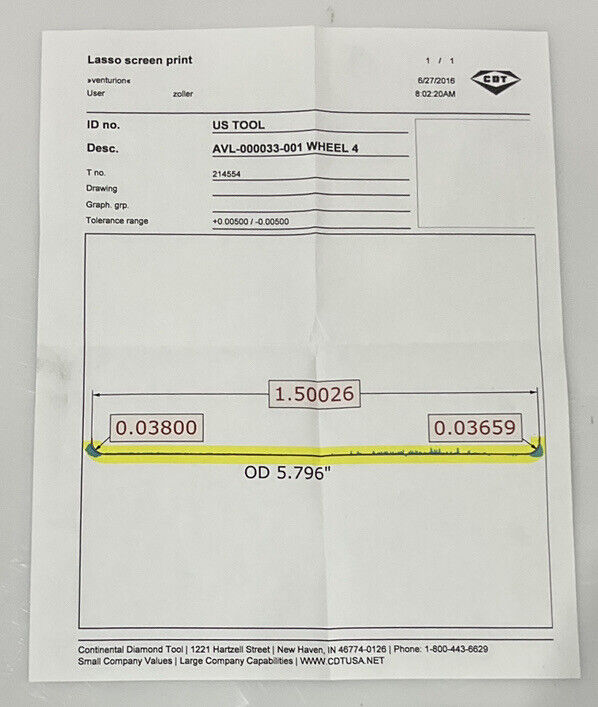 Lasso screen print
1 / 1
»venturion«
6/27/2016
CDT
User zoller
8:02:20AM
ID no. US TOOL
Desc. AVL-000033-001 WHEEL 4
T no. 214554
Drawing
Graph. grp.
Tolerance range +0.00500 / -0.00500
1.50026
0.03800 0.03659
OD 5.796"
Continental Diamond Tool | 1221 Hartzell Street | New Haven, IN 46774-0126 | Phone: 1-800-443-6629
Small Company Values | Large Company Capabilities | WWW.CDTUSA.NET